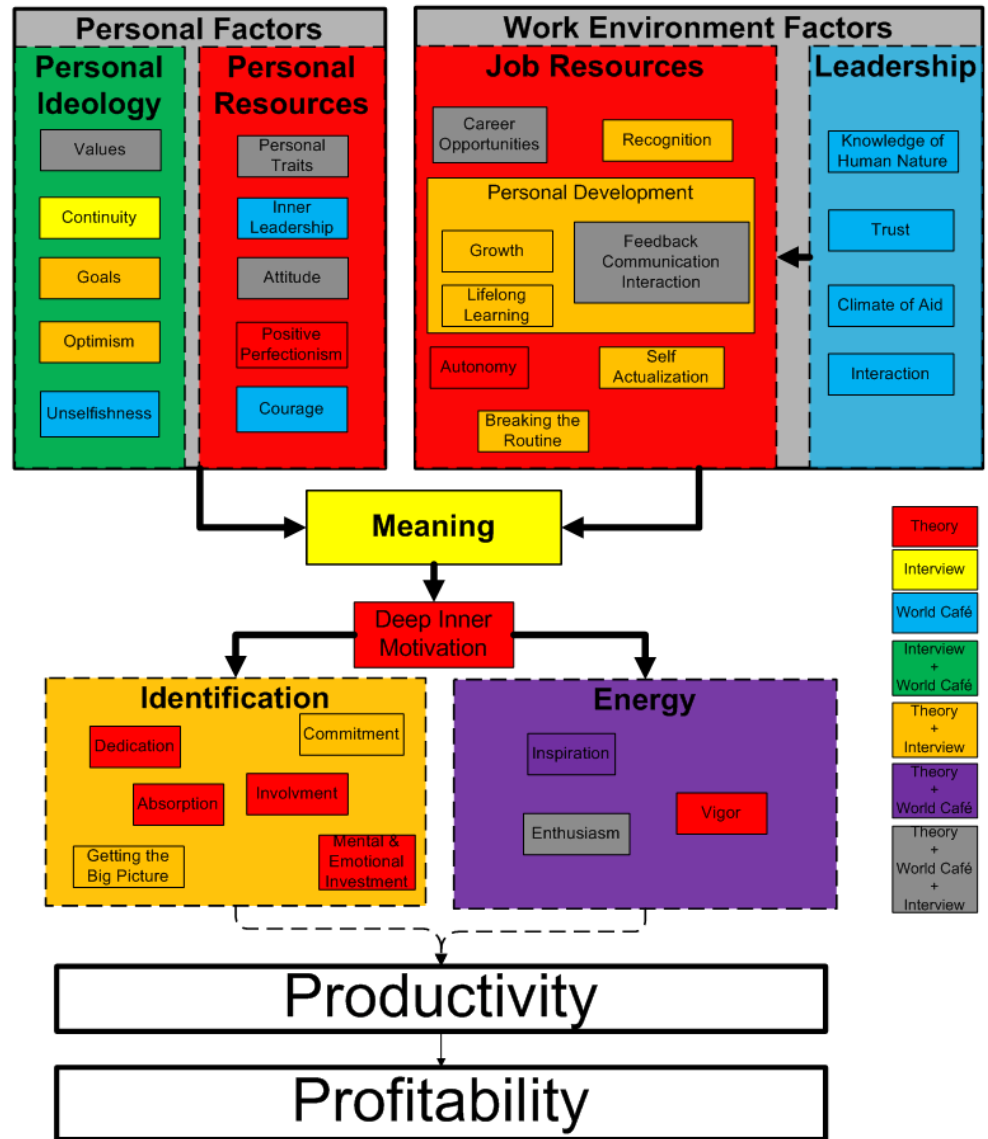 Personal Factors
Personal
Ideology
Values
Continuity
Goals
Optimism
Unselfishness
Personal
Resources
Personal
Traits
Inner
Leadership
Attitude
Positive
Perfectionism
Courage
Work Environment Factors
Job Resources
Career
Opportunities
Recognition
Personal Development
Growth
Lifelong
Learning
Feedback
Communication
Interaction
Autonomy
Self
Actualization
Breaking the
Routine
Leadership
Knowledge of
Human Nature
Trust
Climate of Aid
Interaction
Meaning
Deep Inner
Motivation
Identification
Dedication
Commitment
Absorption
Involvment
Getting the
Big Picture
Mental &
Emotional
Investment
Energy
Inspiration
Vigor
Enthusiasm
Theory
Interview
World Café
Interview
+
World Café
Theory
+
Interview
Theory
+
World Café
Theory
+
World Café
+
Interview
Productivity
Profitability